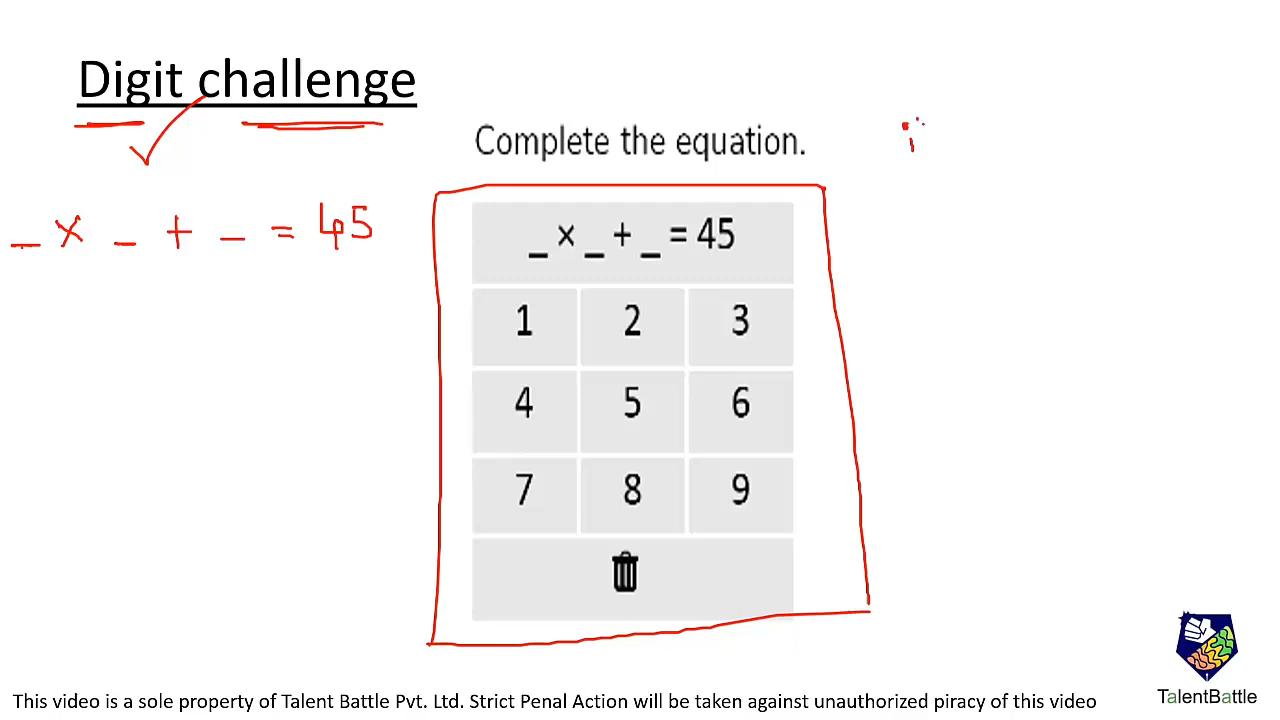 Digit challenge
Complete the equation.
_ × _ + _ = 45
_ × _ + _ = 45
1 2 3
4 5 6
7 8 9
TalentBattle
This video is a sole property of Talent Battle Pvt. Ltd. Strict Penal Action will be taken against unauthorized piracy of this video